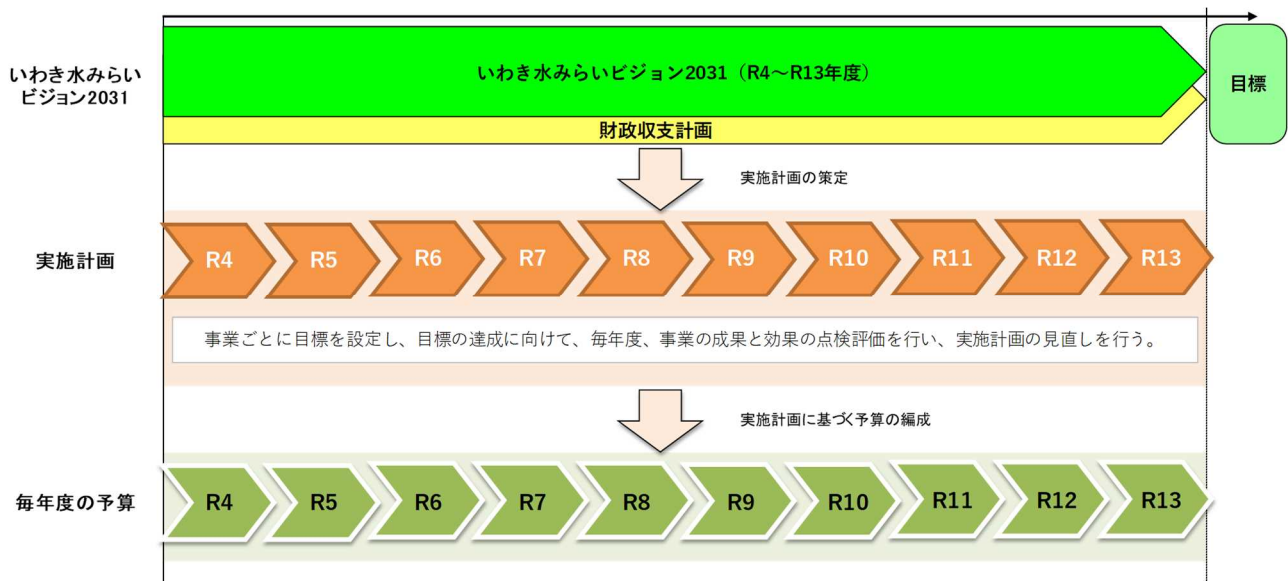 いわき水みらい
ビジョン2031
いわき水みらいビジョン2031（R4～R13年度）
目標
財政収支計画
実施計画の策定
実施計画
R4
R5
R6
R7
R8
R9
R10
R11
R12
R13
事業ごとに目標を設定し、目標の達成に向けて、毎年度、事業の成果と効果の点検評価を行い、実施計画の見直しを行う。
実施計画に基づく予算の編成
毎年度の予算
R4
R5
R6
R7
R8
R9
R10
R11
R12
R13